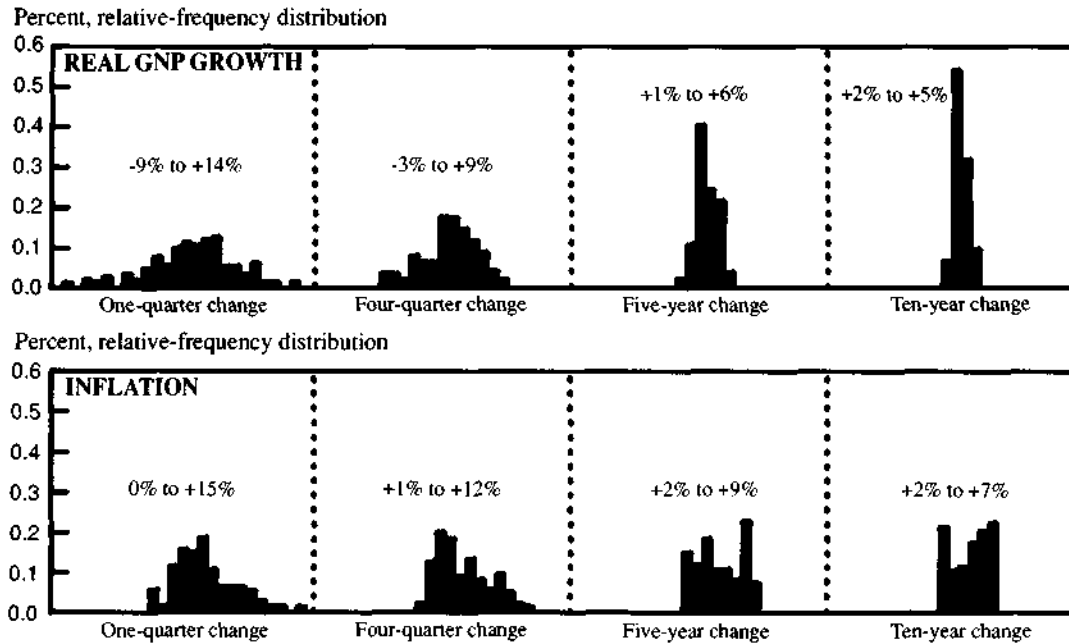 Percent, relative-frequency distribution
0.6
REAL GNP GROWTH
0.5
+1% to +6%
+2% to +5%
0.4
0.3
-9% to +14%
-3% to +9%
0.2
0.1
0.0
One-quarter change
Four-quarter change
Five-year change
Ten-year change
Percent, relative-frequency distribution
0.6
INFLATION
0.5
0.4
0.3
0% to +15%
+1% to +12%
+2% to +9%
+2% to +7%
0.2
0.1
0.0
One-quarter change
Four-quarter change
Five-year change
Ten-year change